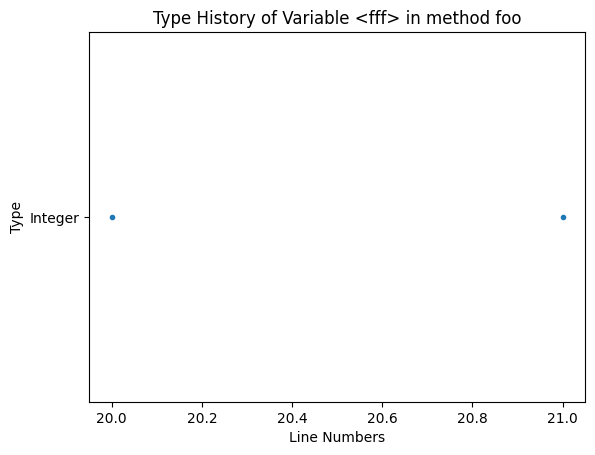 Type History of Variable <fff> in method foo
Type
Integer
20.0 20.2 20.4 20.6 20.8 21.0
Line Numbers